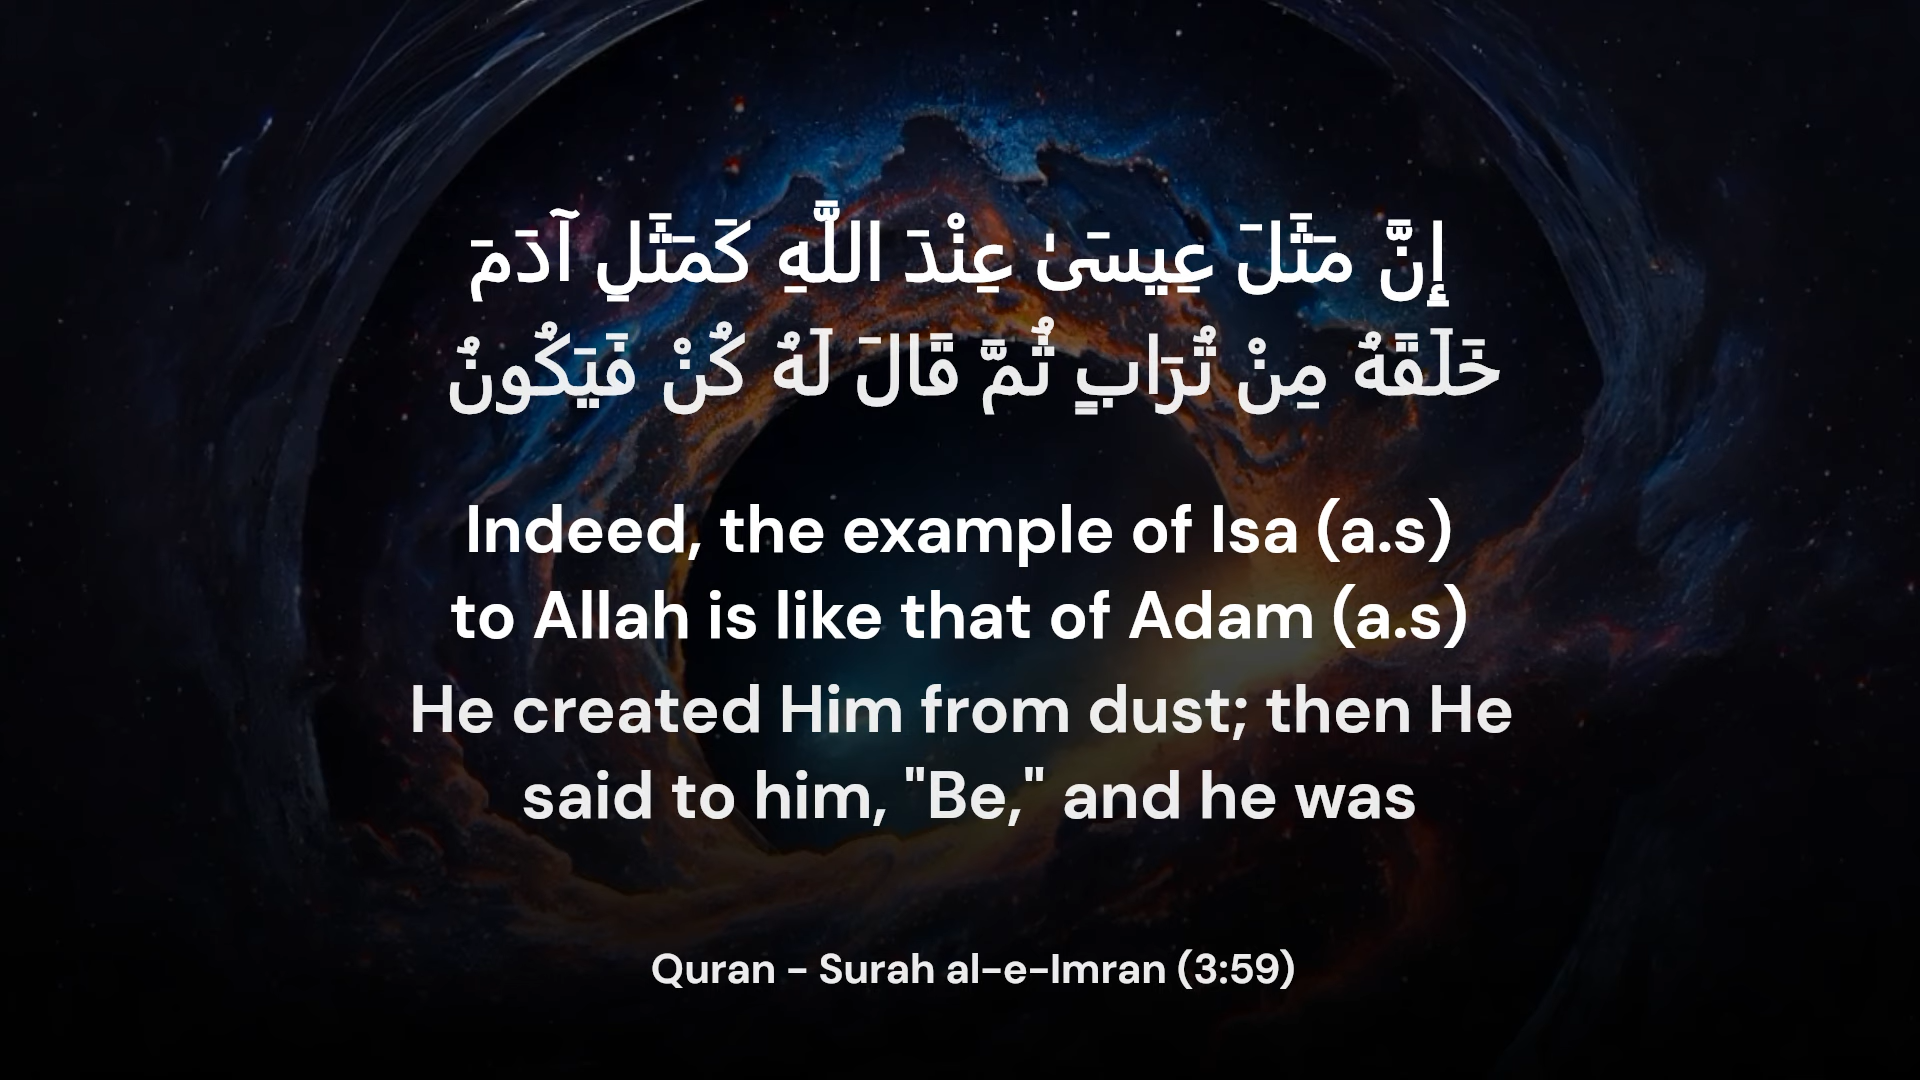 إِنَّ مَثَلَ عِيسَىٰ عِنْدَ اللَّهِ كَمَثَلِ آدَمَ
خَلَقَهُ مِنْ تُرَابٍ ثُمَّ قَالَ لَهُ كُنْ فَيَكُونُ
Indeed, the example of Isa (a.s)
to Allah is like that of Adam (a.s)
He created Him from dust; then He
said to him, "Be," and he was
Quran - Surah al-e-Imran (3:59)